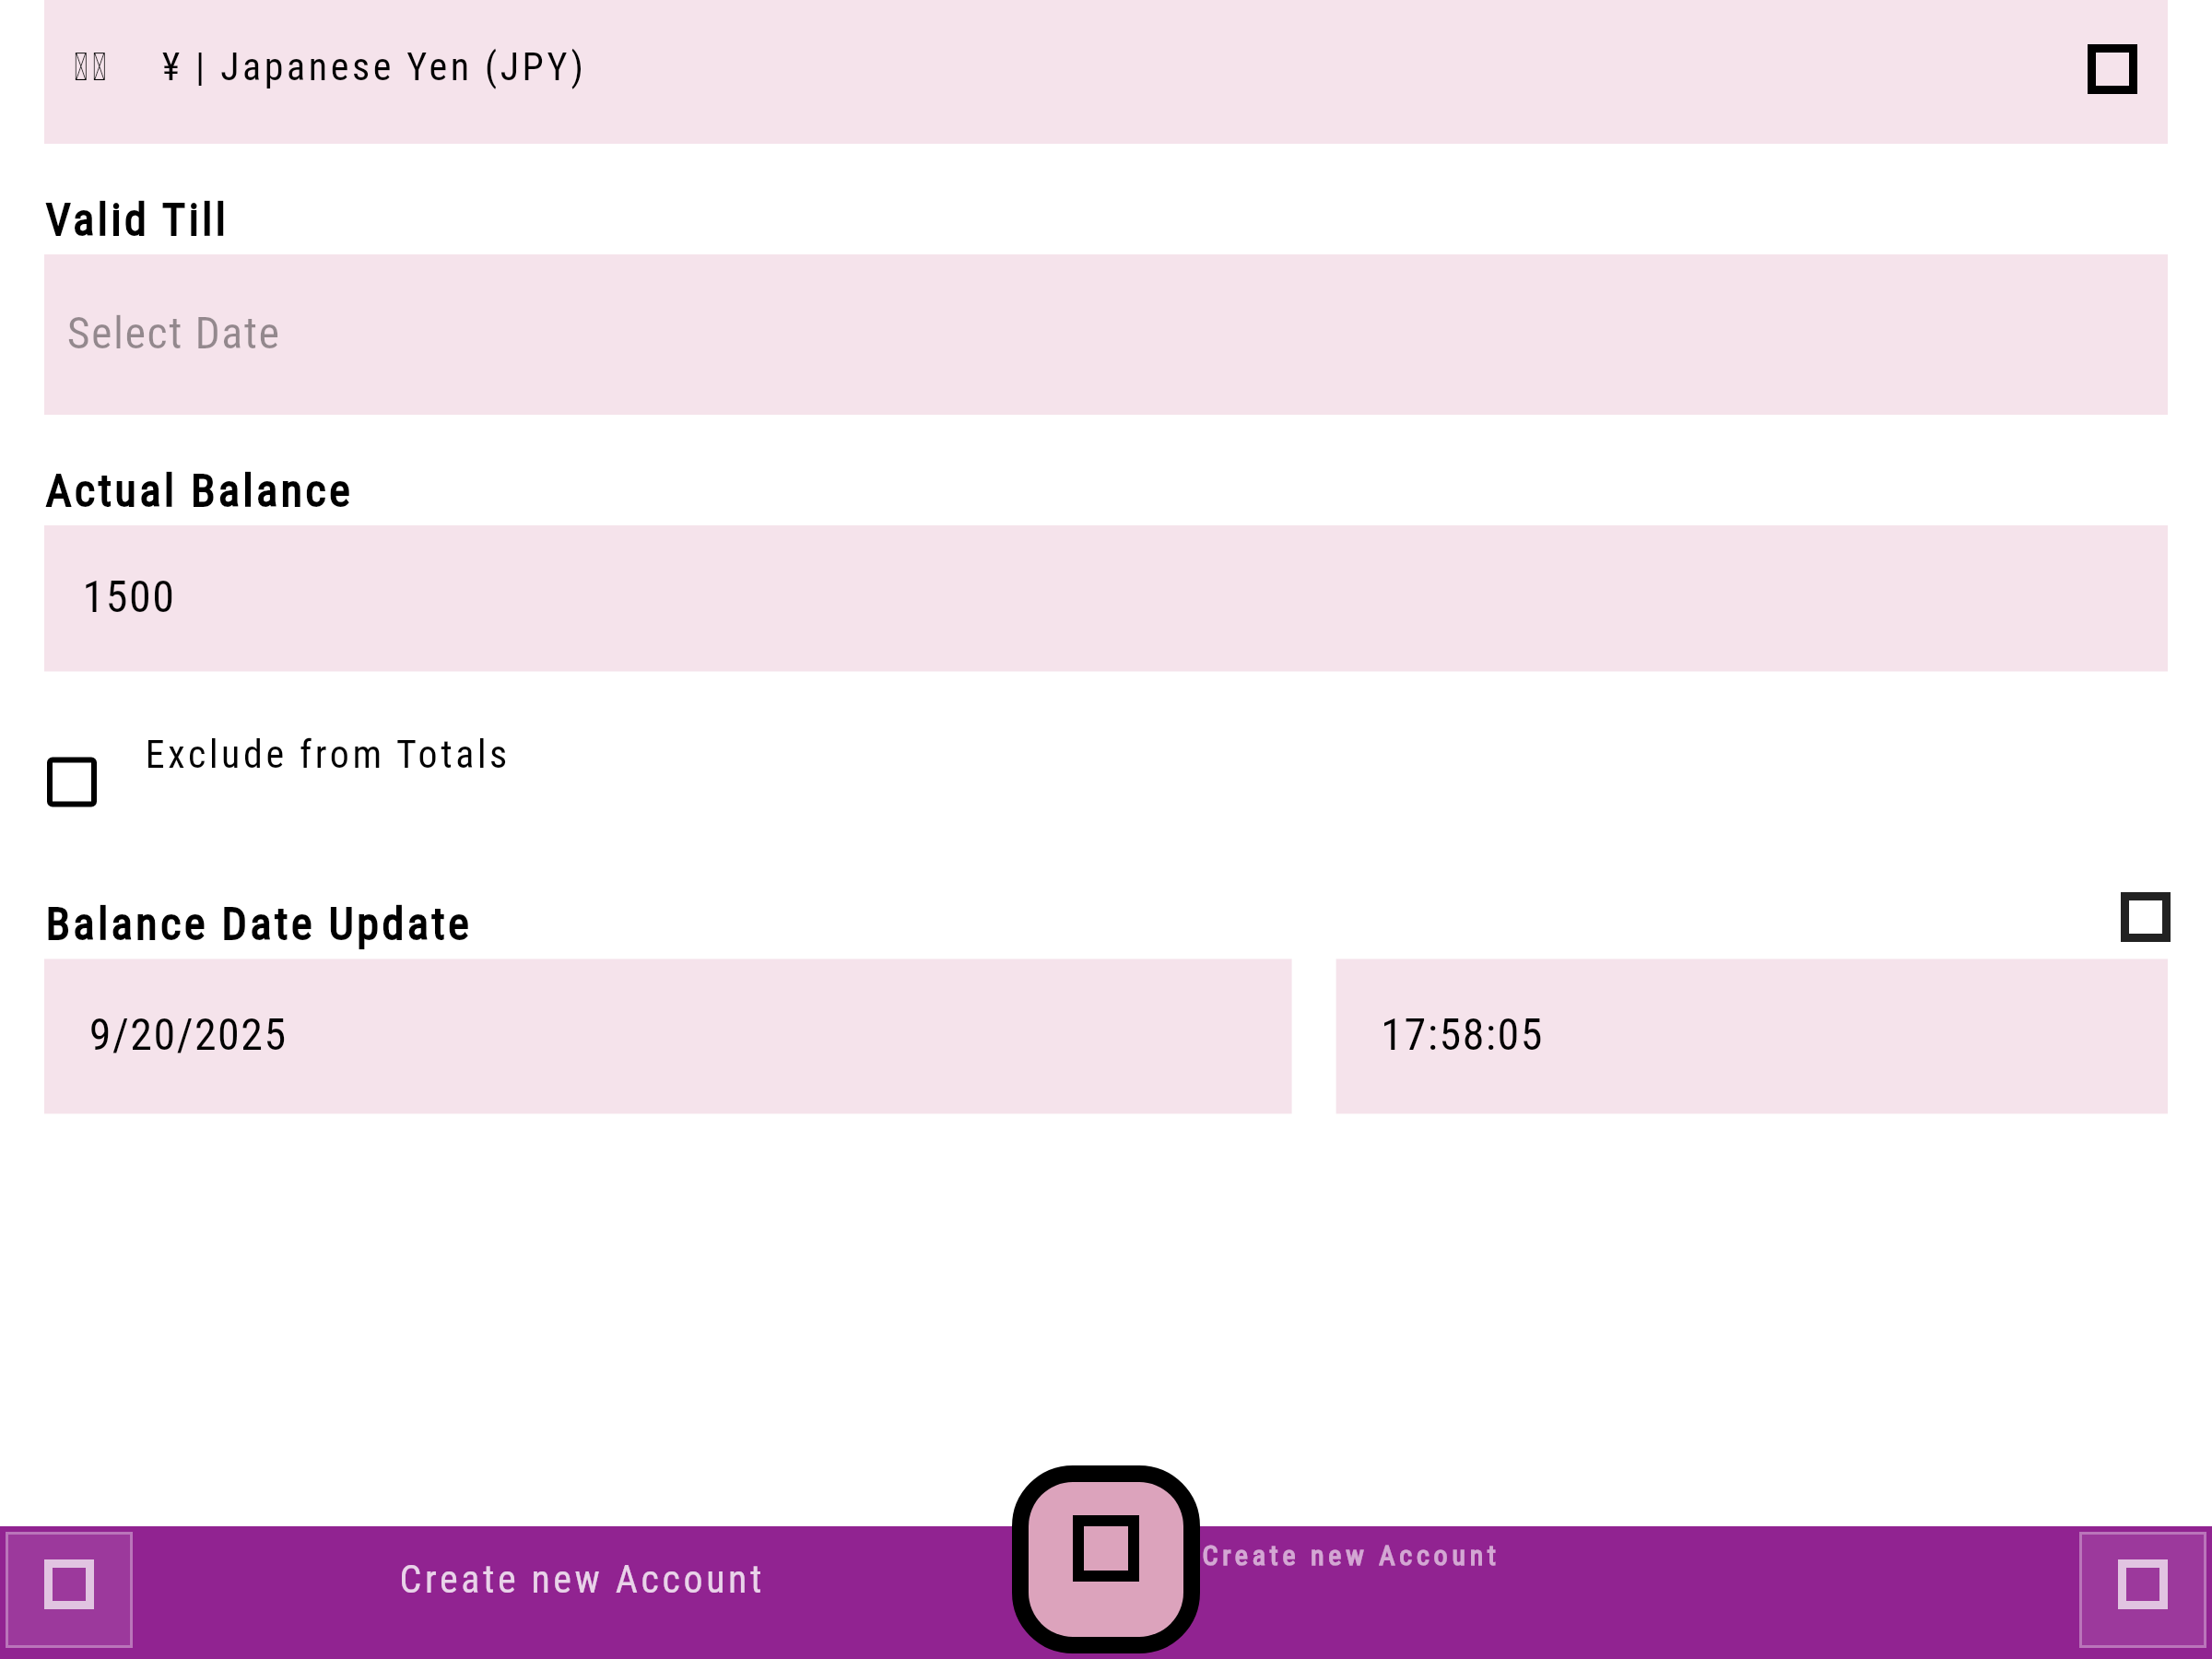 ¥ | Japanese Yen (JPY)
Valid Till
Select Date
Actual Balance
1500
Exclude from Totals
Balance Date Update
9/20/2025
17:58:05
Create new Account
Create new Account